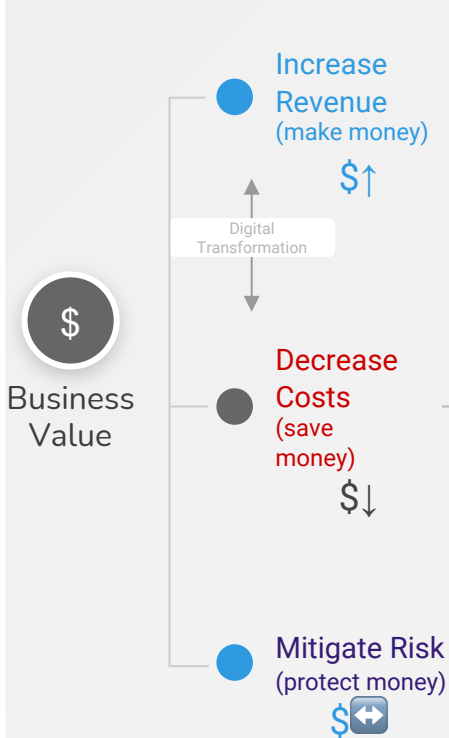 Increase
Revenue
(make money)
$↑
Digital
Transformation
$
Business
Value
Decrease
Costs
(save
money)
$↓
Mitigate Risk
(protect money)
$↔